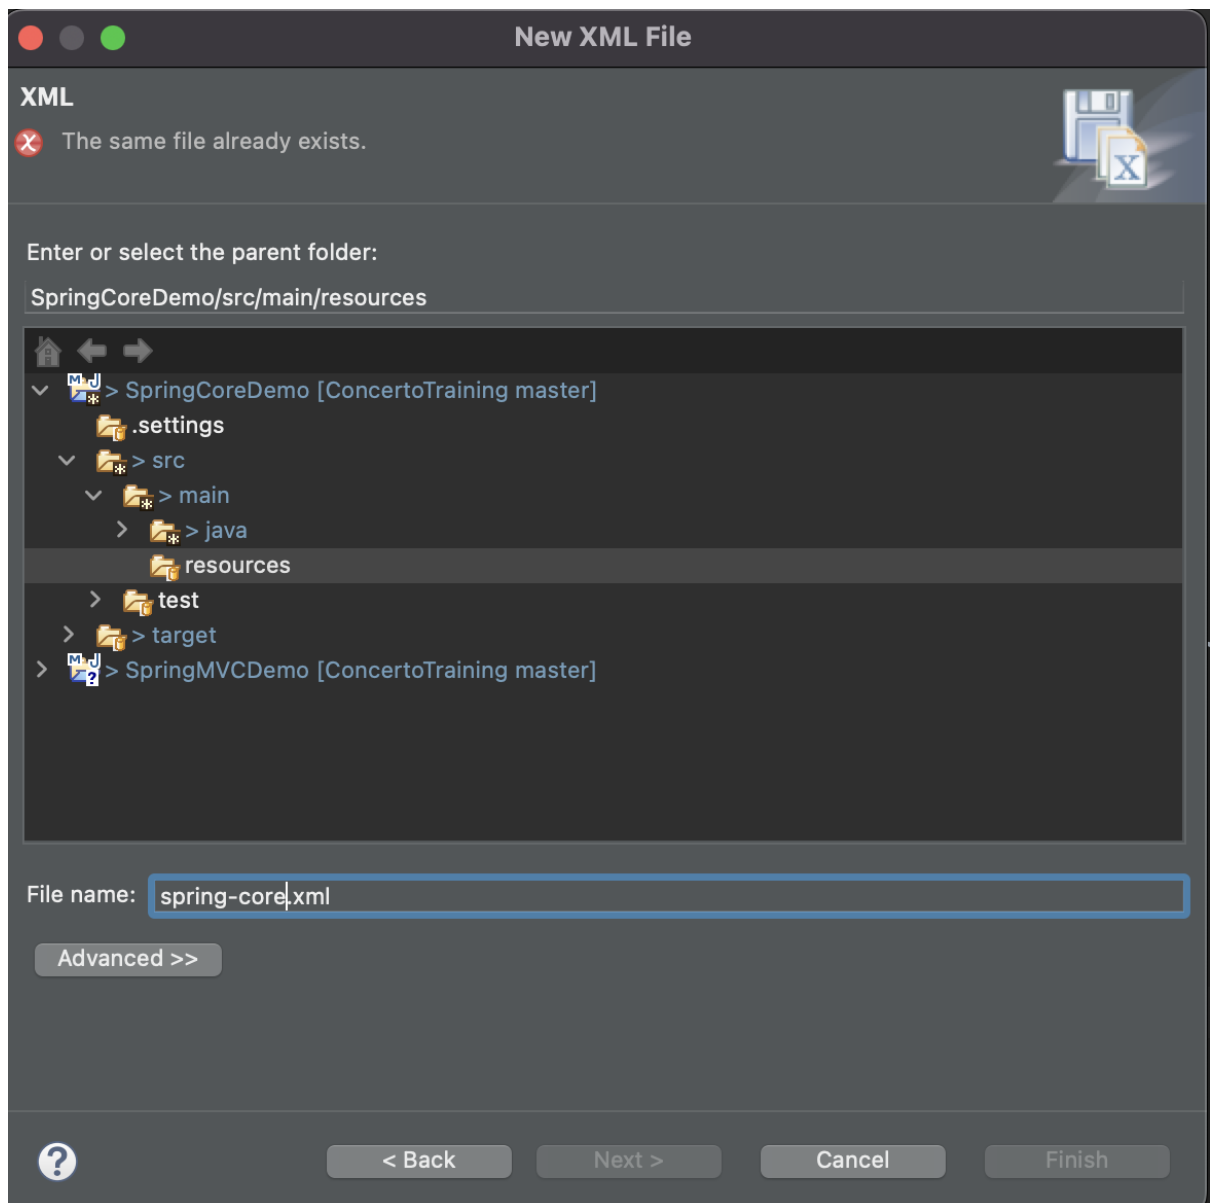 New XML File
XML
The same file already exists.
Enter or select the parent folder:
SpringCoreDemo/src/main/resources
> SpringCoreDemo [ConcertoTraining master]
.settings
> src
> main
> java
resources
test
> target
> SpringMVCDemo [ConcertoTraining master]
File name: spring-core.xml
Advanced >>
< Back Next > Cancel Finish